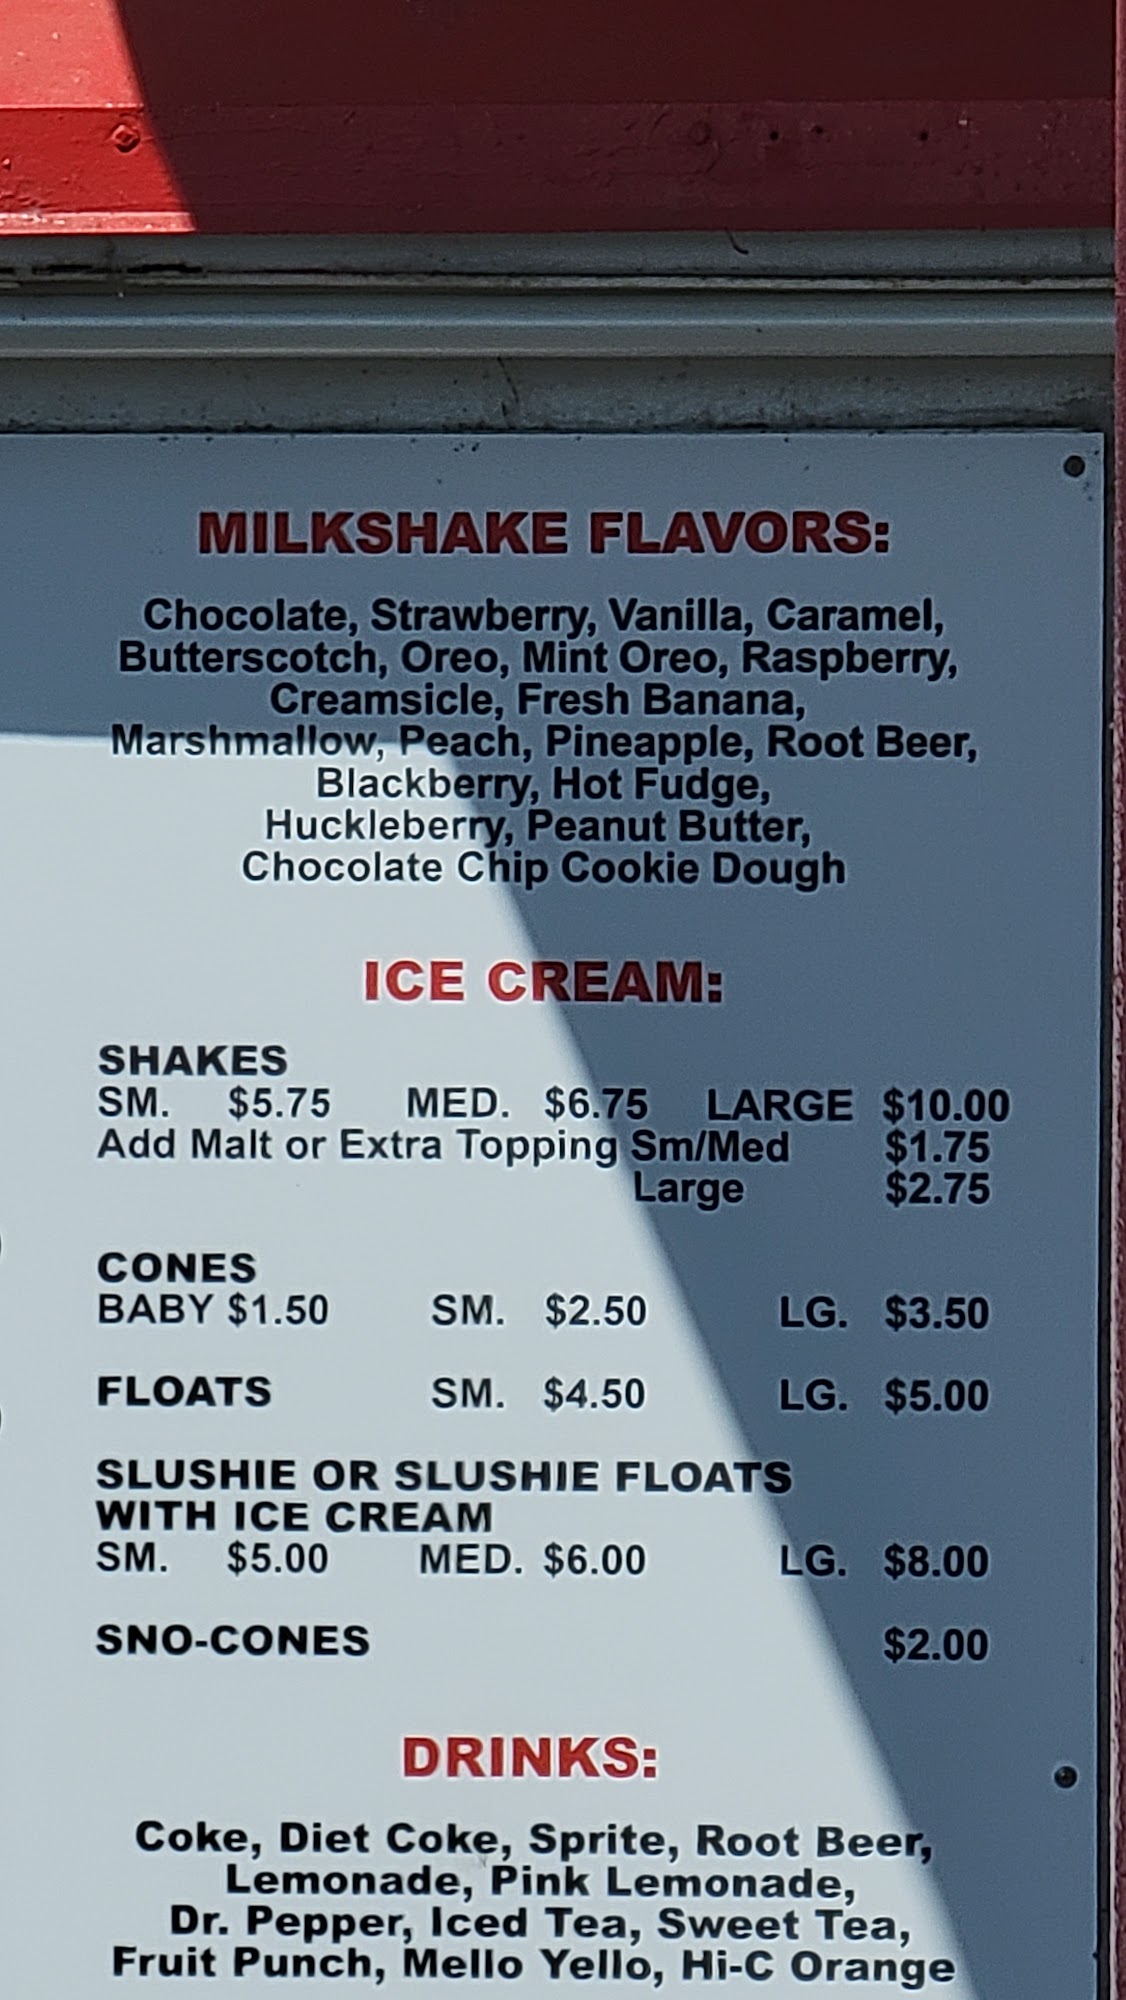 MILKSHAKE FLAVORS:
Chocolate, Strawberry, Vanilla, Caramel,
Butterscotch, Oreo, Mint Oreo, Raspberry,
Creamsicle, Fresh Banana,
Marshmallow, Peach, Pineapple, Root Beer,
Blackberry, Hot Fudge,
Huckleberry, Peanut Butter,
Chocolate Chip Cookie Dough
ICE CREAM:
SHAKES
SM. $5.75 MED. $6.75 LARGE $10.00
Add Malt or Extra Topping Sm/Med $1.75
Large $2.75
CONES
BABY $1.50 SM. $2.50 LG. $3.50
FLOATS SM. $4.50 LG. $5.00
SLUSHIE OR SLUSHIE FLOATS
WITH ICE CREAM
SM. $5.00 MED. $6.00 LG. $8.00
SNO-CONES $2.00
DRINKS:
Coke, Diet Coke, Sprite, Root Beer,
Lemonade, Pink Lemonade,
Dr. Pepper, Iced Tea, Sweet Tea,
Fruit Punch, Mello Yello, Hi-C Orange